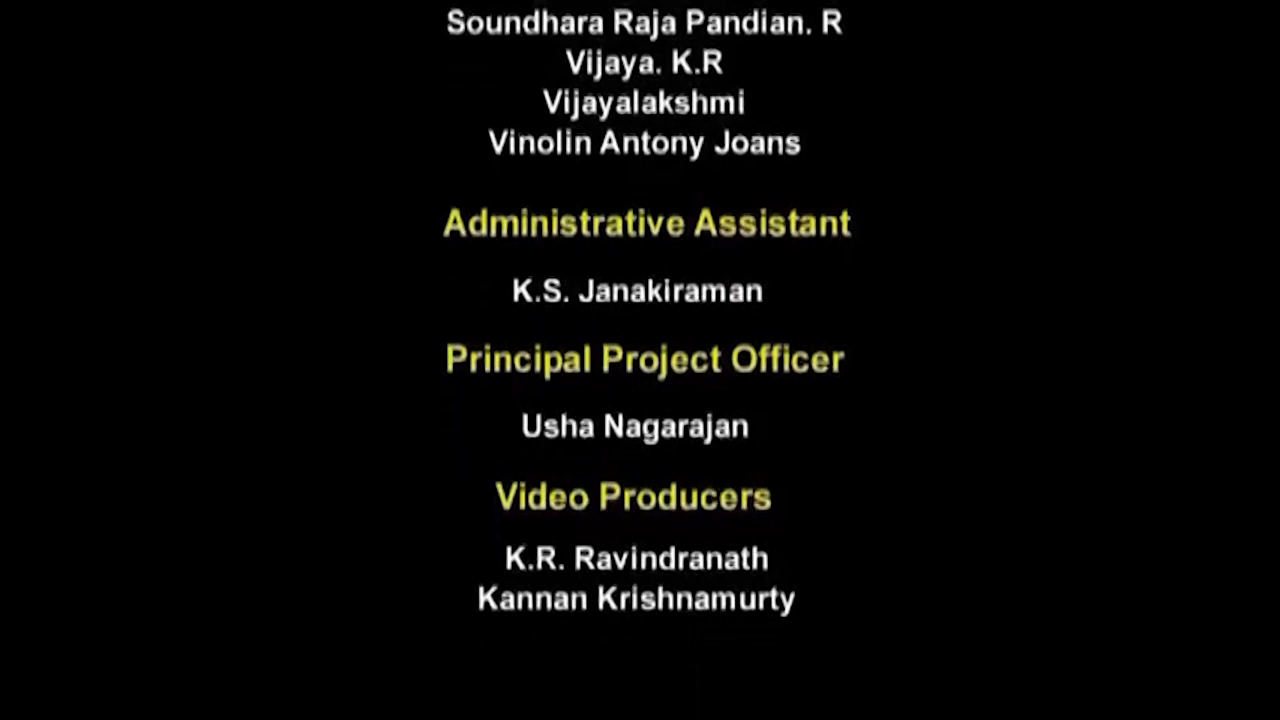 Soundhara Raja Pandian. R
Vijaya. K.R
Vijayalakshmi
Vinolin Antony Joans
Administrative Assistant
K.S. Janakiraman
Principal Project Officer
Usha Nagarajan
Video Producers
K.R. Ravindranath
Kannan Krishnamurty